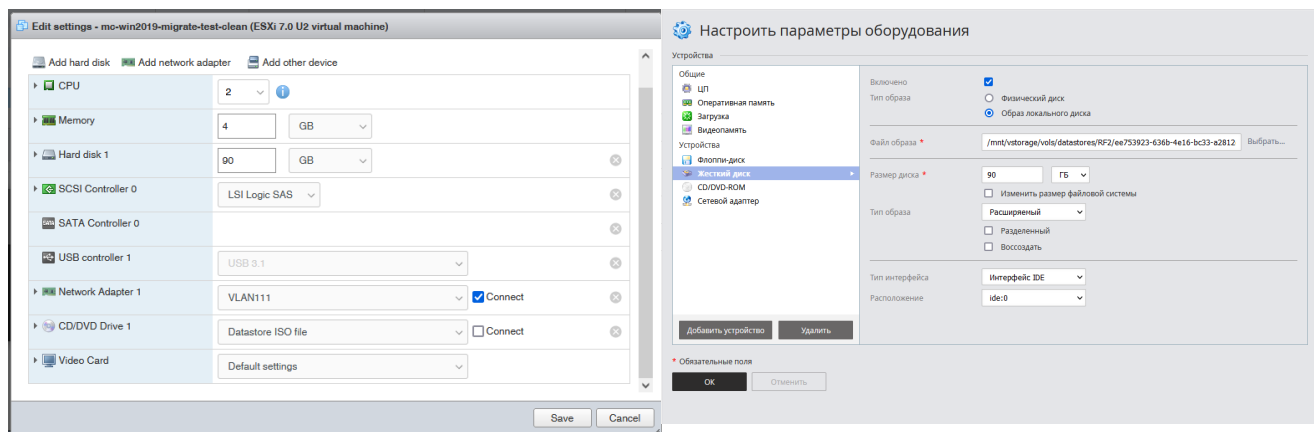 Edit settings - mc-win2019-migrate-test-clean (ESXi 7.0 U2 virtual machine)
Add hard disk Add network adapter Add other device
CPU 2
Memory 4 GB
Hard disk 1 90 GB
SCSI Controller 0 LSI Logic SAS
SATA Controller 0
USB controller 1 USB 3.1
Network Adapter 1 VLAN111 Connect
CD/DVD Drive 1 Datastore ISO file Connect
Video Card Default settings
Save Cancel
Настроить параметры оборудования
Устройства
Общие
ЦП
Оперативная память
Загрузка
Видеопамять
Устройства
Флоппи-диск
Жесткий диск
CD/DVD-ROM
Сетевой адаптер
Добавить устройство Удалить
Включено
Тип образа Физический диск
Образ локального диска
Файл образа * /mnt/vstorage/vols/datastores/RF2/ee753923-636b-4e16-bc33-a2812 Выбрать...
Размер диска * 90 ГБ
Изменить размер файловой системы
Тип образа Расширяемый
Разделенный
Воссоздать
Тип интерфейса Интерфейс IDE
Расположение ide:0
* Обязательные поля
ОК Отменить